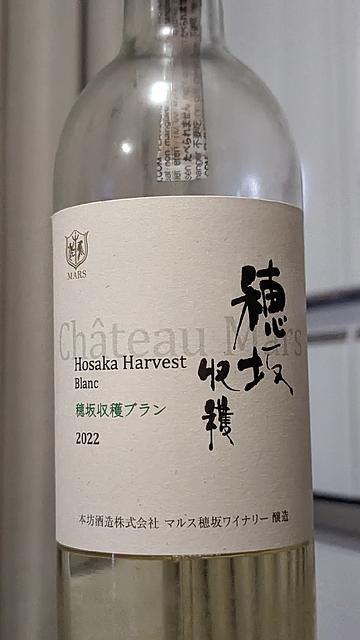 MARS
Château Mars
穂坂
収穫
Hosaka Harvest
Blanc
穂坂収穫ブラン
2022
本坊酒造株式会社 マルス穂坂ワイナリー 醸造